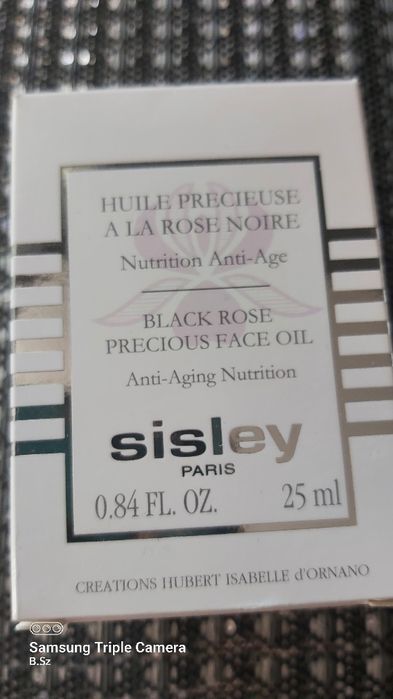 HUILE PRECIEUSE
A LA ROSE NOIRE
Nutrition Anti-Age
BLACK ROSE
PRECIOUS FACE OIL
Anti-Aging Nutrition
sisley
PARIS
0.84 FL. OZ. 25 ml
CREATIONS HUBERT ISABELLE d'ORNANO
Samsung Triple Camera
B.Sz